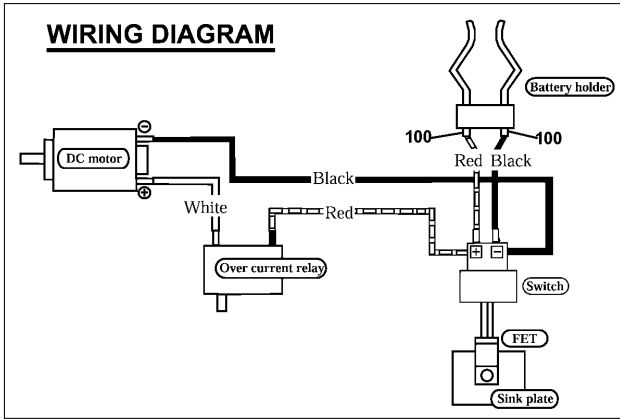 WIRING DIAGRAM
Battery holder
100
100
⊖
DC motor
Red
Black
Black
⊕
White
Red
+
−
Over current relay
Switch
FET
Sink plate